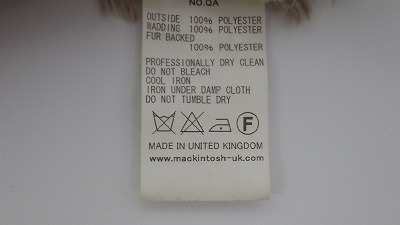 NO.QA
OUTSIDE 100% POLYESTER
WADDING 100% POLYESTER
FUR BACKED
100% POLYESTER
PROFESSIONALLY DRY CLEAN
DO NOT BLEACH
COOL IRON
IRON UNDER DAMP CLOTH
DO NOT TUMBLE DRY
F
MADE IN UNITED KINGDOM
www.mackintosh-uk.com